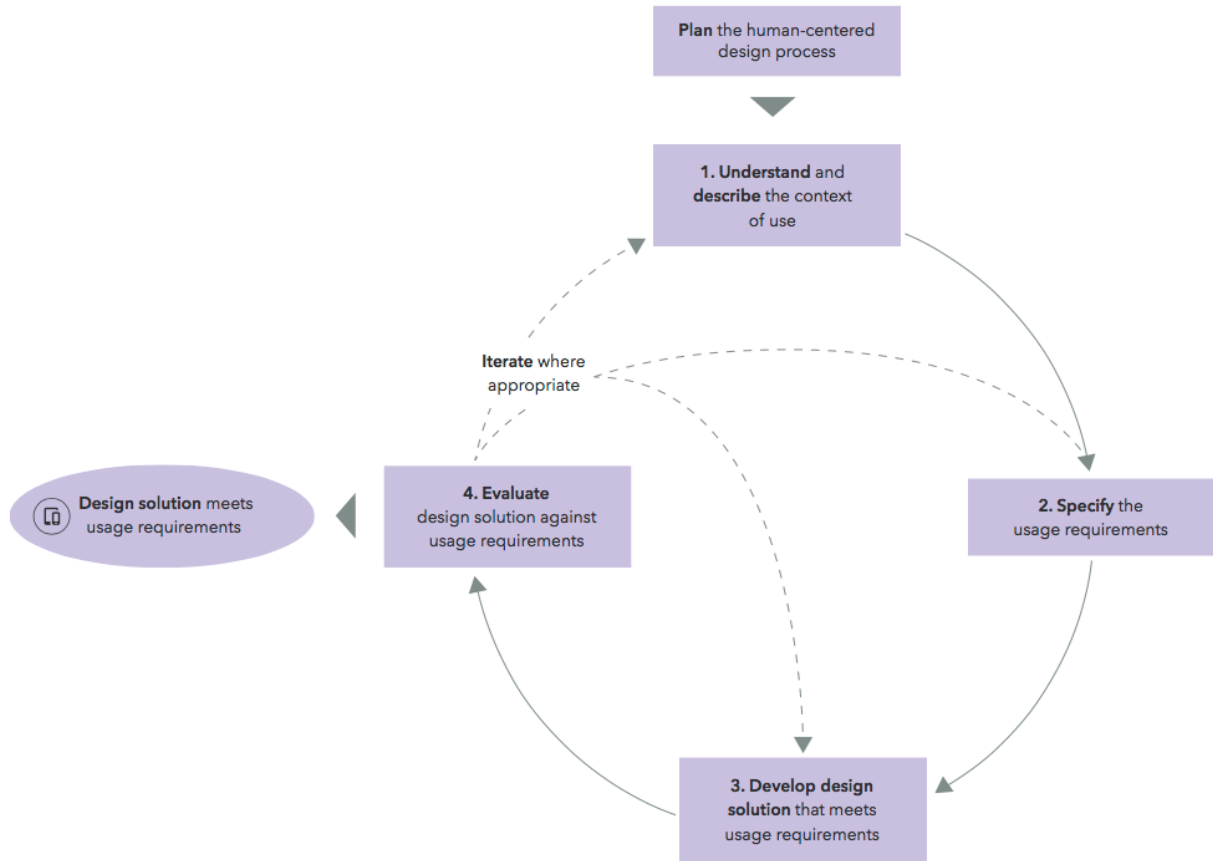 Plan the human-centered
design process
1. Understand and
describe the context
of use
Iterate where
appropriate
Design solution meets
usage requirements
4. Evaluate
design solution against
usage requirements
2. Specify the
usage requirements
3. Develop design
solution that meets
usage requirements